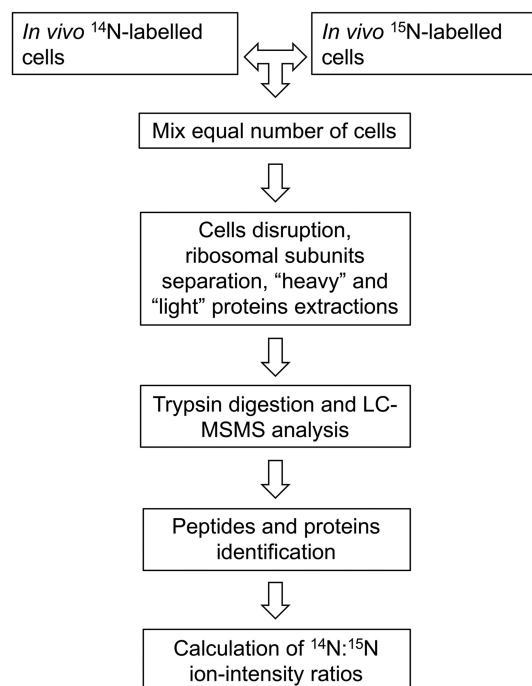 In vivo ¹⁴N-labelled
cells
In vivo ¹⁵N-labelled
cells
Mix equal number of cells
Cells disruption,
ribosomal subunits
separation, “heavy” and
“light” proteins extractions
Trypsin digestion and LC-
MSMS analysis
Peptides and proteins
identification
Calculation of ¹⁴N:¹⁵N
ion-intensity ratios